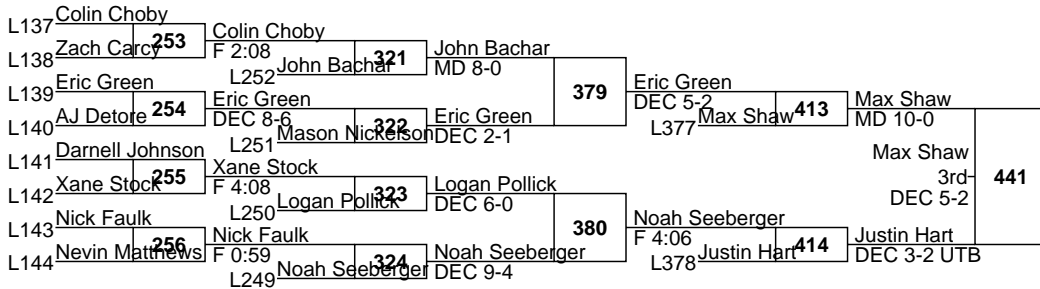 L137 Colin Choby
253 Colin Choby
L138 Zach Carcy
F 2:08
321 John Bachar
L252 John Bachar
MD 8-0
L139 Eric Green
379 Eric Green
254 Eric Green
DEC 5-2
413 Max Shaw
L140 AJ Detore
DEC 8-6
322 Eric Green
L377 Max Shaw
MD 10-0
L251 Mason Nickerson
DEC 2-1
L141 Darnell Johnson
Max Shaw
255 Xane Stock
3rd
441
L142 Xane Stock
F 4:08
323 Logan Pollick
DEC 5-2
L250 Logan Pollick
DEC 6-0
L143 Nick Faulk
380 Noah Seeberger
256 Nick Faulk
F 4:06
414 Justin Hart
L144 Nevin Matthews
F 0:59
324 Noah Seeberger
L378 Justin Hart
DEC 3-2 UTB
L249 Noah Seeberger
DEC 9-4